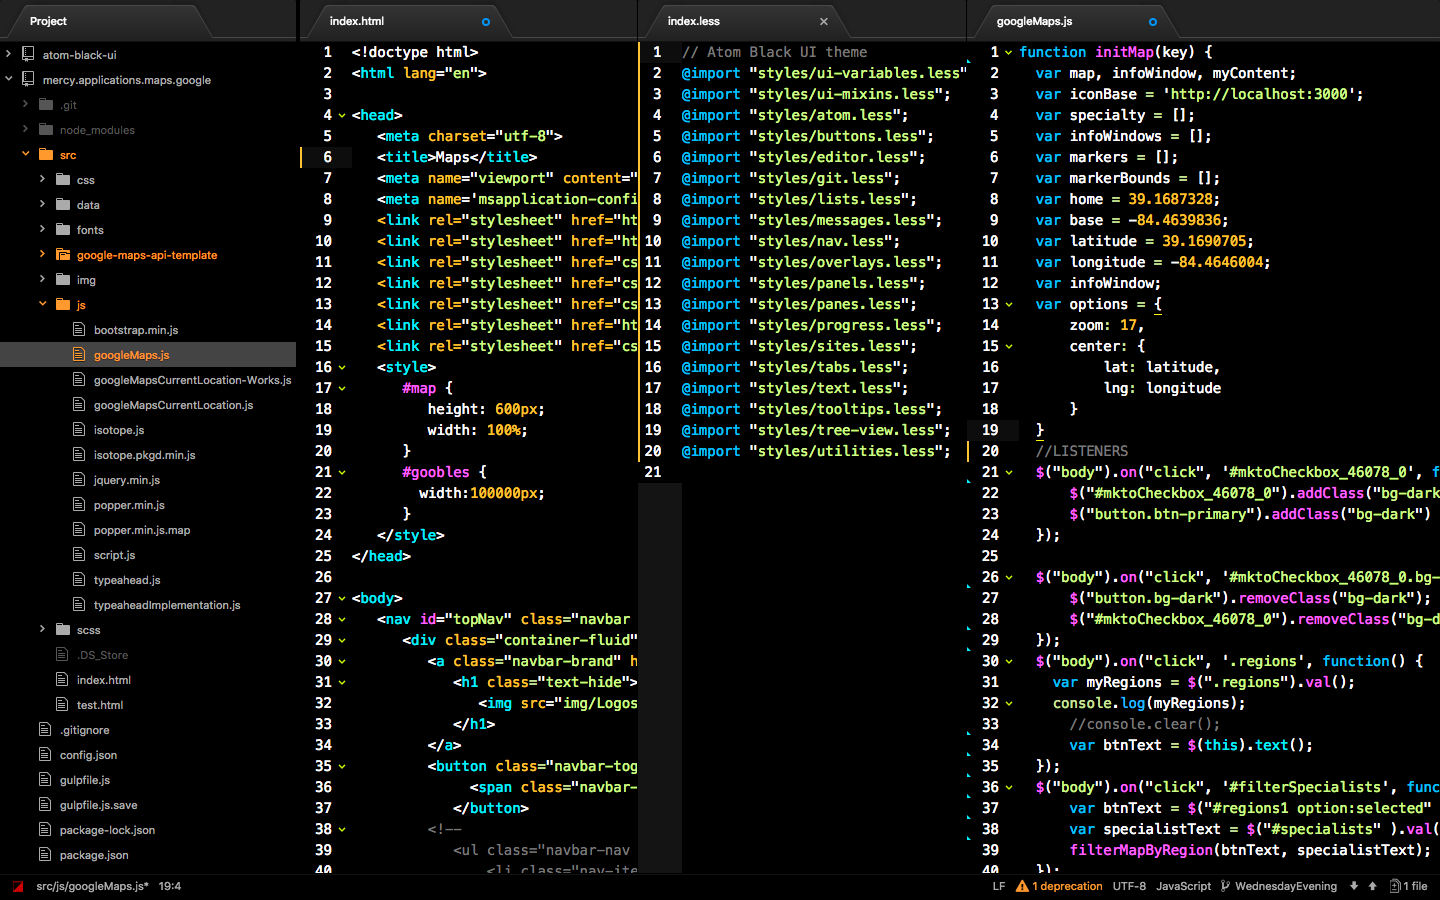 Project
atom-black-ui
mercy.applications.maps.google
.git
node_modules
src
css
data
fonts
google-maps-api-template
img
js
bootstrap.min.js
googleMaps.js
googleMapsCurrentLocation-Works.js
googleMapsCurrentLocation.js
isotope.js
isotope.pkgd.min.js
jquery.min.js
popper.min.js
popper.min.js.map
script.js
typeahead.js
typeaheadImplementation.js
scss
.DS_Store
index.html
test.html
.gitignore
config.json
gulpfile.js
gulpfile.js.save
package-lock.json
package.json
index.html
1 <!doctype html>
2 <html lang="en">
3
4 <head>
5 <meta charset="utf-8">
6 <title>Maps</title>
7 <meta name="viewport" content="
8 <meta name='msapplication-confi
9 <link rel="stylesheet" href="ht
10 <link rel="stylesheet" href="ht
11 <link rel="stylesheet" href="cs
12 <link rel="stylesheet" href="cs
13 <link rel="stylesheet" href="cs
14 <link rel="stylesheet" href="ht
15 <link rel="stylesheet" href="cs
16 <style>
17 #map {
18 height: 600px;
19 width: 100%;
20 }
21 #goobles {
22 width:100000px;
23 }
24 </style>
25 </head>
26
27 <body>
28 <nav id="topNav" class="navbar
29 <div class="container-fluid"
30 <a class="navbar-brand" h
31 <h1 class="text-hide">
32 <img src="img/Logos
33 </h1>
34 </a>
35 <button class="navbar-tog
36 <span class="navbar-
37 </button>
38 <!--
39 <ul class="navbar-nav
40 <li class="nav-ite
index.less
1 // Atom Black UI theme
2 @import "styles/ui-variables.less"
3 @import "styles/ui-mixins.less";
4 @import "styles/atom.less";
5 @import "styles/buttons.less";
6 @import "styles/editor.less";
7 @import "styles/git.less";
8 @import "styles/lists.less";
9 @import "styles/messages.less";
10 @import "styles/nav.less";
11 @import "styles/overlays.less";
12 @import "styles/panels.less";
13 @import "styles/panes.less";
14 @import "styles/progress.less";
15 @import "styles/sites.less";
16 @import "styles/tabs.less";
17 @import "styles/text.less";
18 @import "styles/tooltips.less";
19 @import "styles/tree-view.less";
20 @import "styles/utilities.less";
21
googleMaps.js
1 function initMap(key) {
2 var map, infoWindow, myContent;
3 var iconBase = 'http://localhost:3000';
4 var specialty = [];
5 var infoWindows = [];
6 var markers = [];
7 var markerBounds = [];
8 var home = 39.1687328;
9 var base = -84.4639836;
10 var latitude = 39.1690705;
11 var longitude = -84.4646004;
12 var infoWindow;
13 var options = {
14 zoom: 17,
15 center: {
16 lat: latitude,
17 lng: longitude
18 }
19 }
20 //LISTENERS
21 $("body").on("click", '#mktoCheckbox_46078_0', f
22 $("#mktoCheckbox_46078_0").addClass("bg-dark
23 $("button.btn-primary").addClass("bg-dark")
24 });
25
26 $("body").on("click", '#mktoCheckbox_46078_0.bg-
27 $("button.bg-dark").removeClass("bg-dark");
28 $("#mktoCheckbox_46078_0").removeClass("bg-d
29 });
30 $("body").on("click", '.regions', function() {
31 var myRegions = $(".regions").val();
32 console.log(myRegions);
33 //console.clear();
34 var btnText = $(this).text();
35 });
36 $("body").on("click", '#filterSpecialists', func
37 var btnText = $("#regions1 option:selected"
38 var specialistText = $("#specialists" ).val(
39 filterMapByRegion(btnText, specialistText);
40 });
src/js/googleMaps.js* 19:4
LF 1 deprecation UTF-8 JavaScript WednesdayEvening 1 file